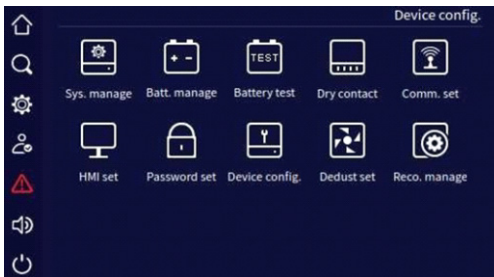 Device config.
TEST
Sys. manage Batt. manage Battery test Dry contact Comm. set
HMI set Password set Device config. Dedust set Reco. manage